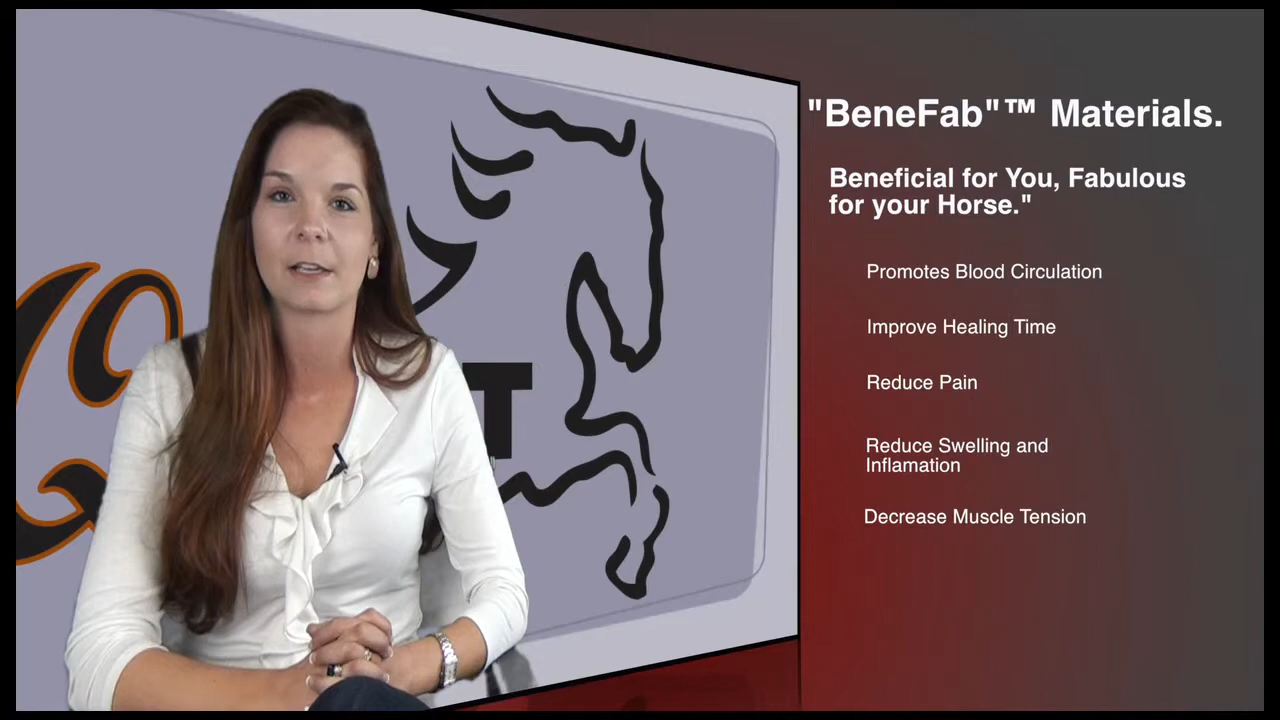 "BeneFab"™ Materials.
Beneficial for You, Fabulous
for your Horse."
Promotes Blood Circulation
Improve Healing Time
Reduce Pain
Reduce Swelling and
Inflamation
Decrease Muscle Tension
T